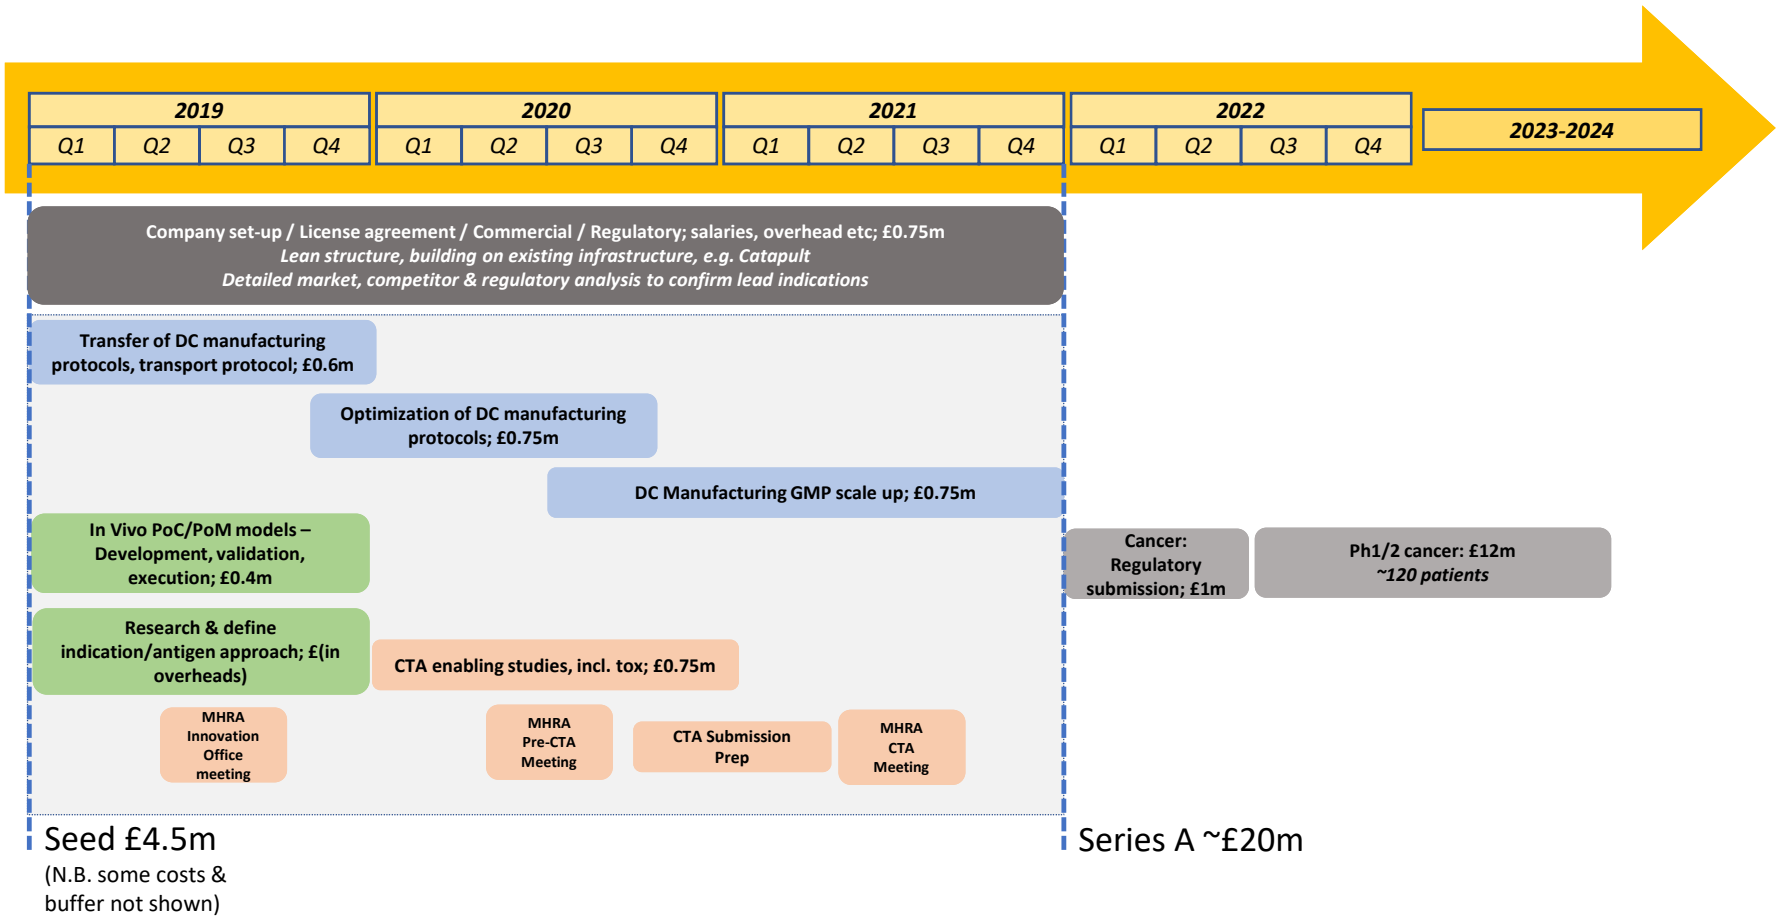 2019
2020
2021
2022
2023-2024
Q1 Q2 Q3 Q4 Q1 Q2 Q3 Q4 Q1 Q2 Q3 Q4 Q1 Q2 Q3 Q4
Company set-up / License agreement / Commercial / Regulatory; salaries, overhead etc; £0.75m
Lean structure, building on existing infrastructure, e.g. Catapult
Detailed market, competitor & regulatory analysis to confirm lead indications
Transfer of DC manufacturing
protocols, transport protocol; £0.6m
Optimization of DC manufacturing
protocols; £0.75m
DC Manufacturing GMP scale up; £0.75m
In Vivo PoC/PoM models –
Development, validation,
execution; £0.4m
Cancer:
Regulatory
submission; £1m
Ph1/2 cancer: £12m
~120 patients
Research & define
indication/antigen approach; £(in
overheads)
CTA enabling studies, incl. tox; £0.75m
MHRA
Innovation
Office
meeting
MHRA
Pre-CTA
Meeting
CTA Submission
Prep
MHRA
CTA
Meeting
Seed £4.5m
(N.B. some costs &
buffer not shown)
Series A ~£20m